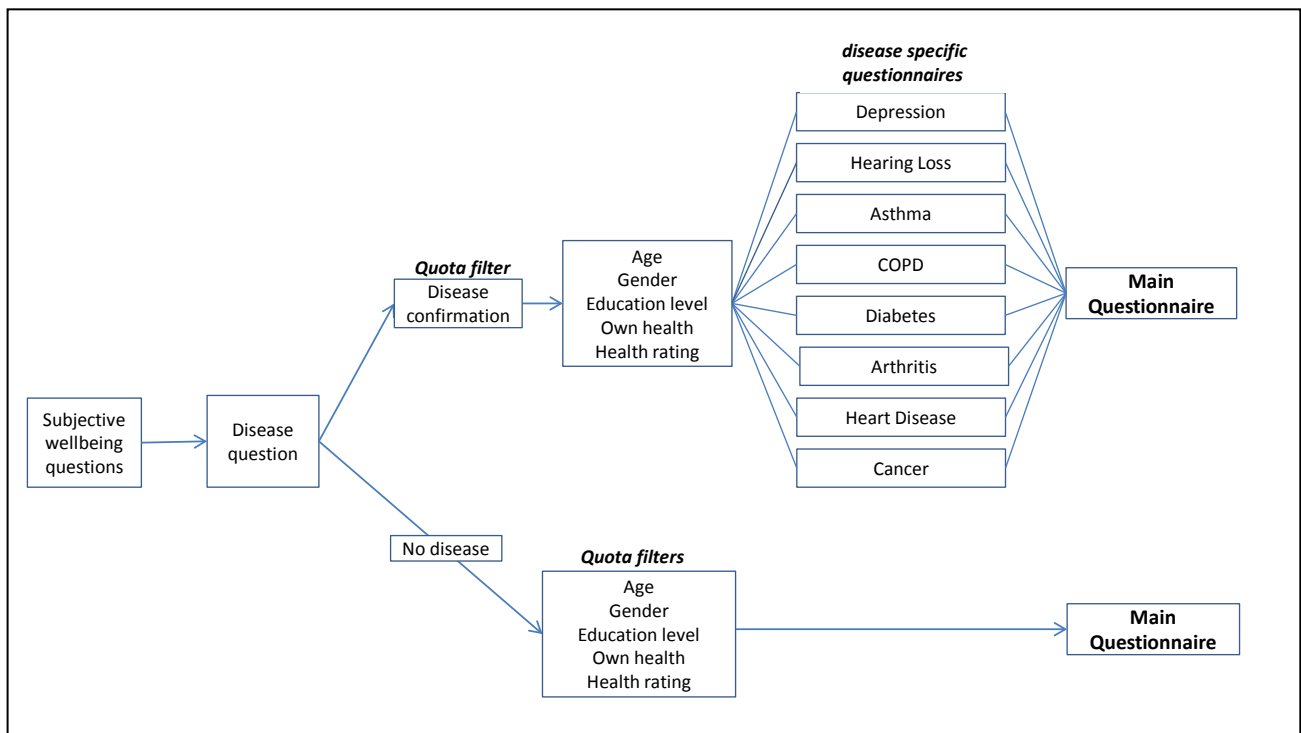 Subjective
wellbeing
questions
Disease
question
Quota filter
Disease
confirmation
Age
Gender
Education level
Own health
Health rating
disease specific
questionnaires
Depression
Hearing Loss
Asthma
COPD
Diabetes
Arthritis
Heart Disease
Cancer
Main
Questionnaire
No disease
Quota filters
Age
Gender
Education level
Own health
Health rating
Main
Questionnaire